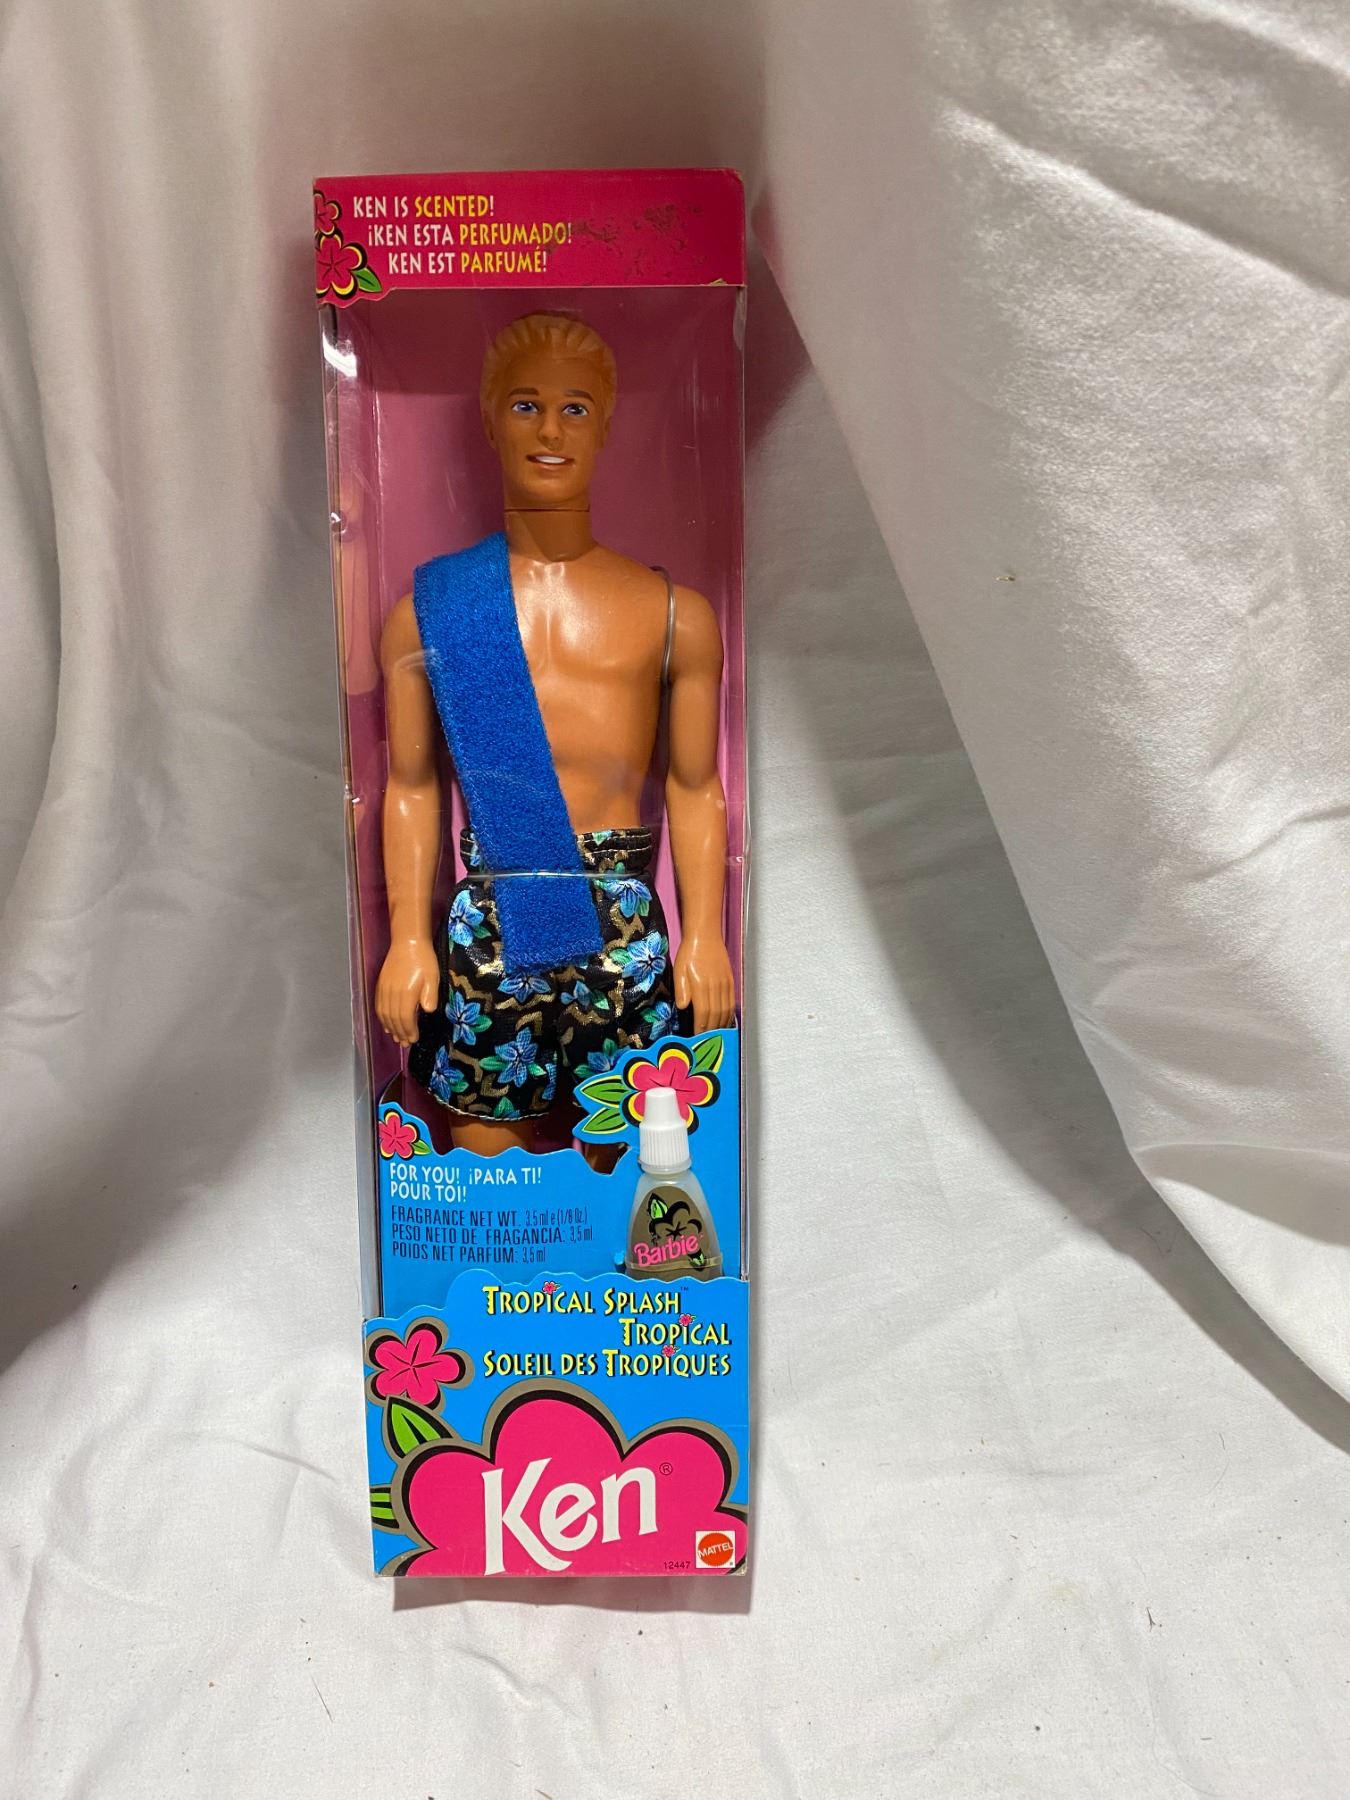 KEN IS SCENTED!
¡KEN ESTA PERFUMADO!
KEN EST PARFUMÉ!
FOR YOU! ¡PARA TI!
POUR TOI!
FRAGRANCE NET WT. 3.5 ml e (1/8 Oz.)
PESO NETO DE FRAGANCIA: 3,5 ml
POIDS NET PARFUM: 3,5 ml
Barbie
TROPICAL SPLASH™
TROPICAL
SOLEIL DES TROPIQUES
Ken®
12447
MATTEL®